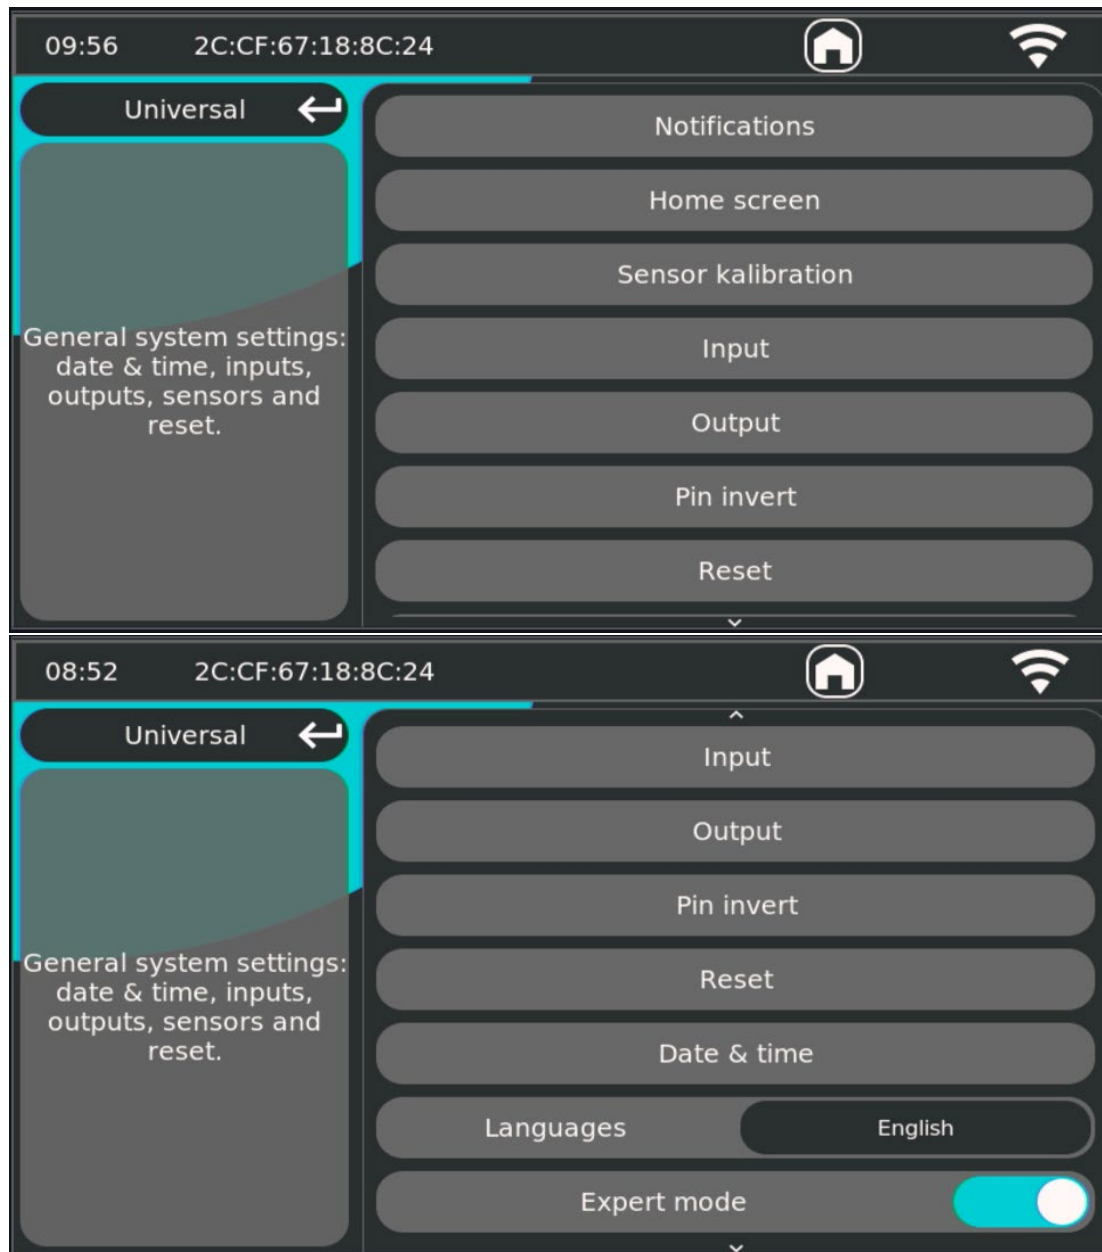 09:56 2C:CF:67:18:8C:24
Universal
General system settings:
date & time, inputs,
outputs, sensors and
reset.
Notifications
Home screen
Sensor kalibration
Input
Output
Pin invert
Reset
08:52 2C:CF:67:18:8C:24
Universal
General system settings:
date & time, inputs,
outputs, sensors and
reset.
Input
Output
Pin invert
Reset
Date & time
Languages English
Expert mode